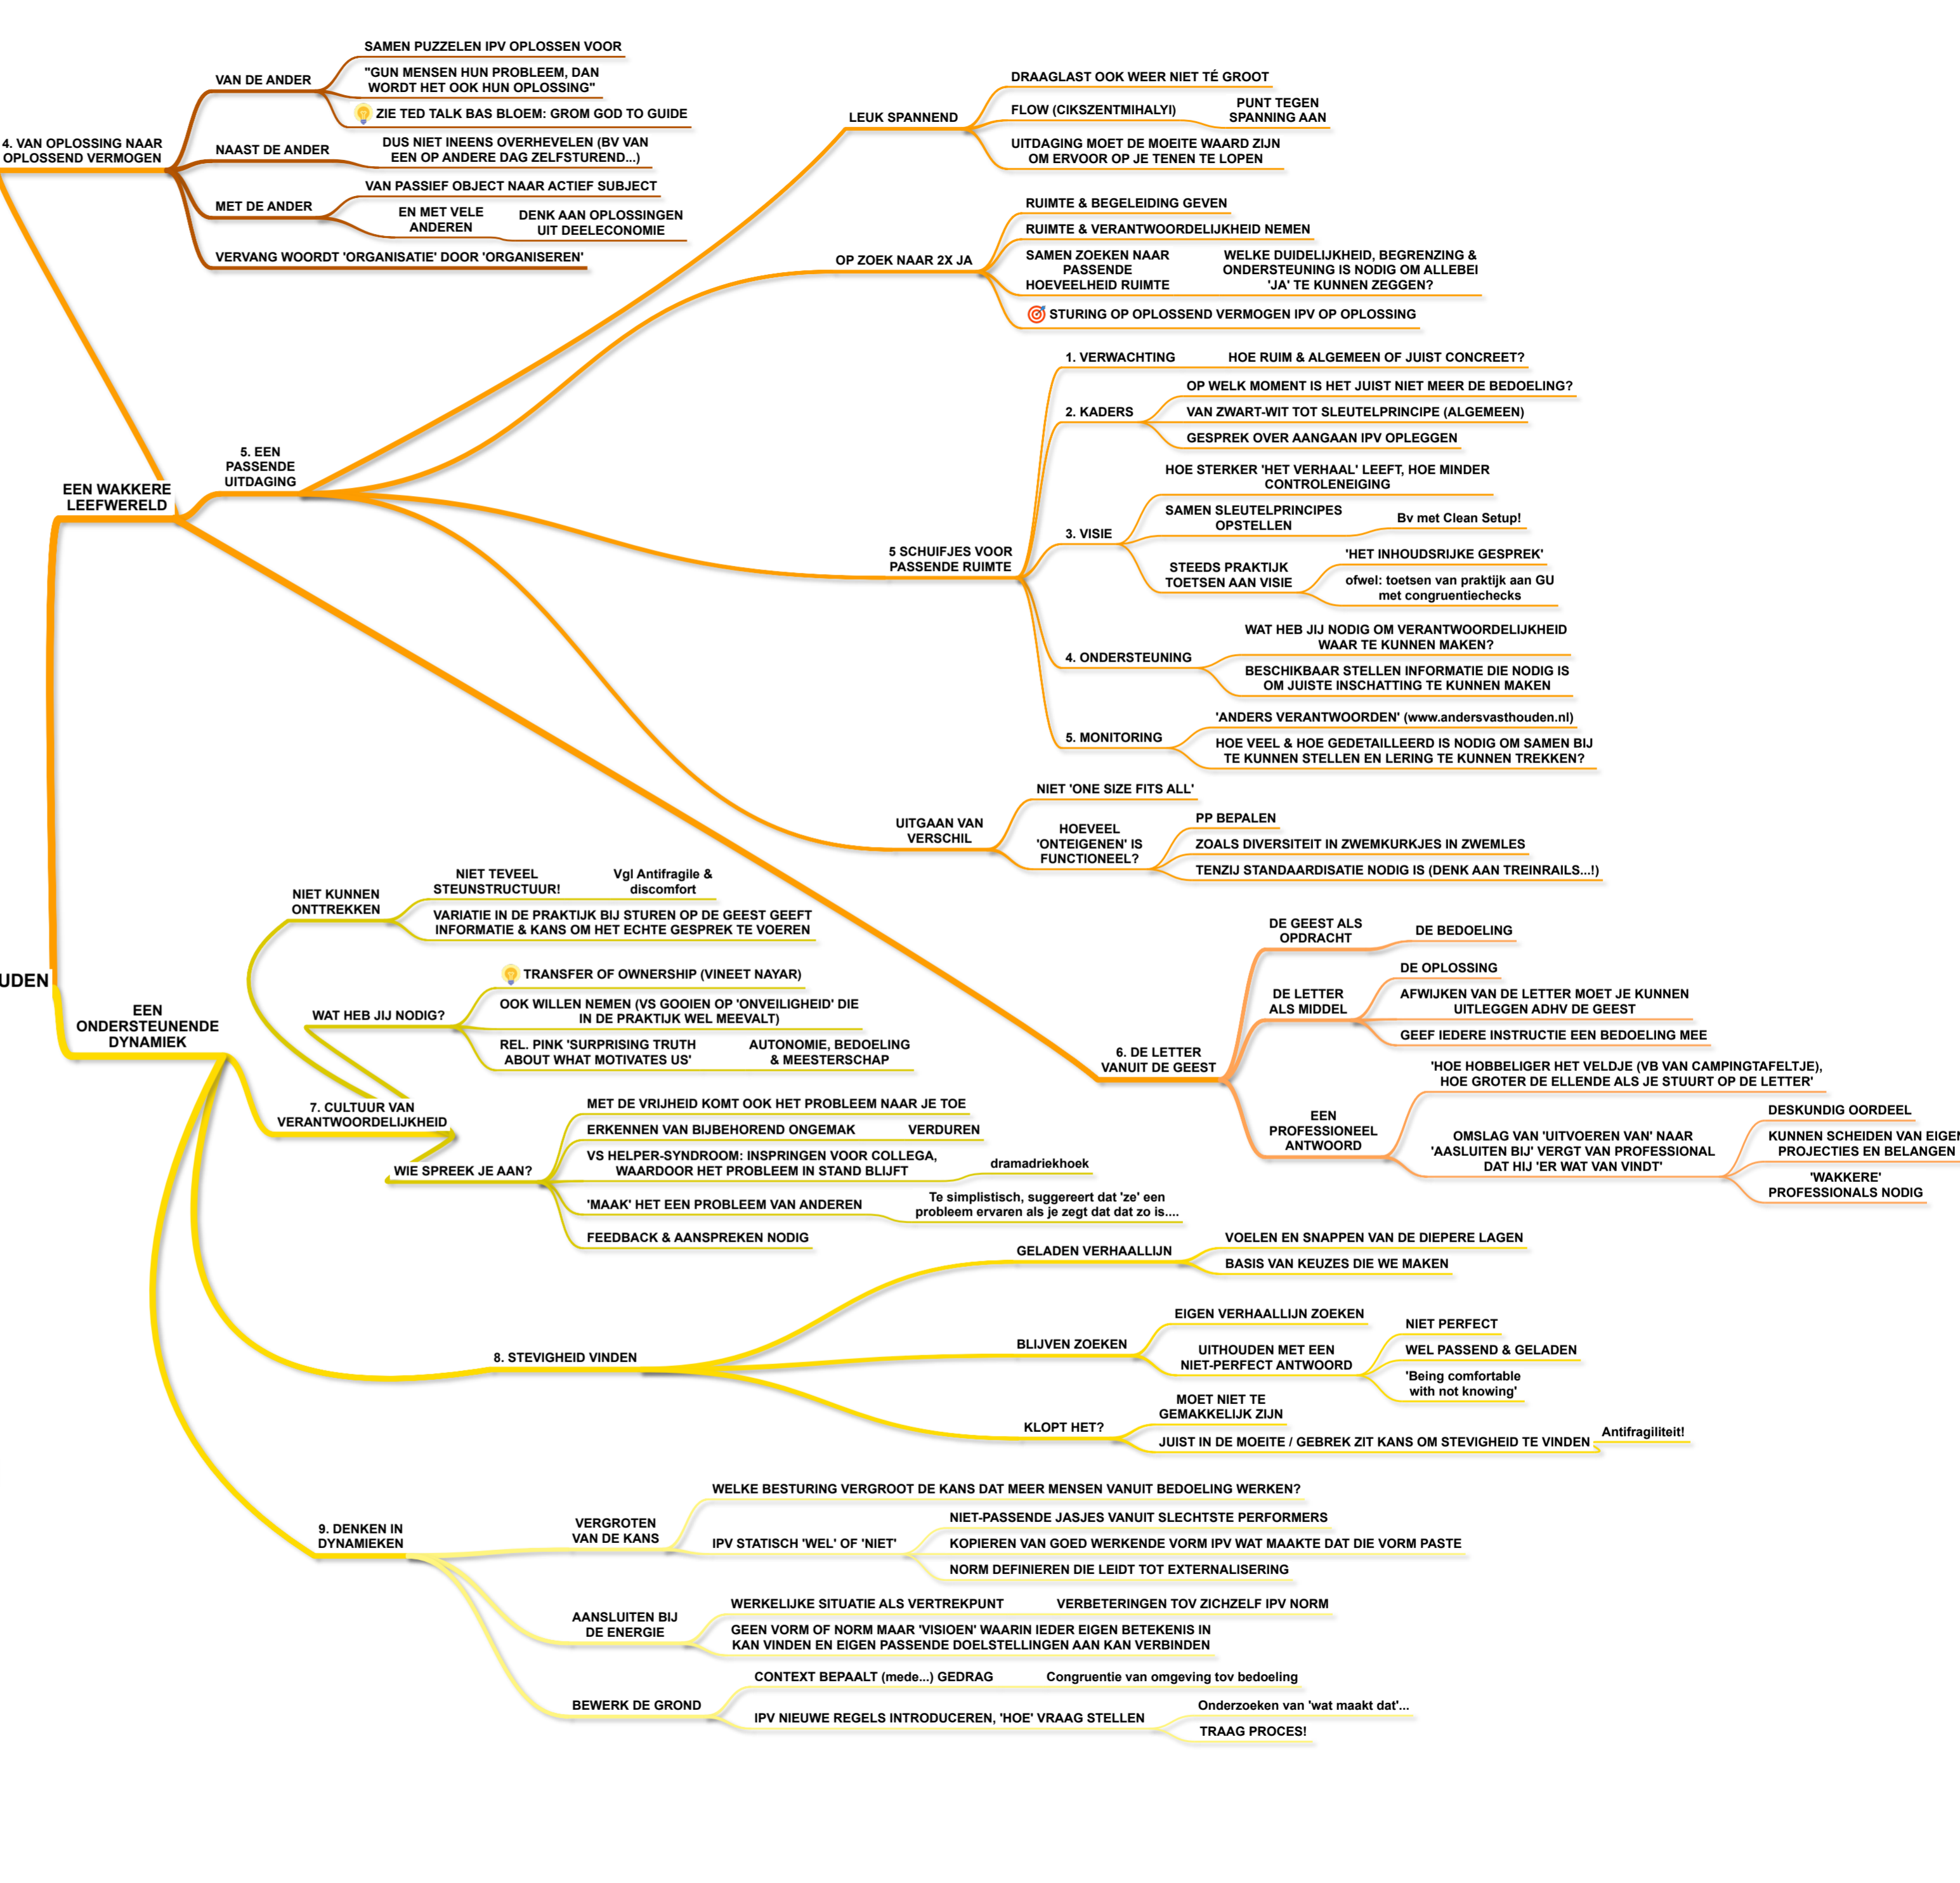 4. VAN OPLOSSING NAAR
OPLOSSEND VERMOGEN
VAN DE ANDER
SAMEN PUZZELEN IPV OPLOSSEN VOOR
"GUN MENSEN HUN PROBLEEM, DAN
WORDT HET OOK HUN OPLOSSING"
ZIE TED TALK BAS BLOEM: GROM GOD TO GUIDE
NAAST DE ANDER
DUS NIET INEENS OVERHEVELEN (BV VAN
EEN OP ANDERE DAG ZELFSTUREND...)
MET DE ANDER
VAN PASSIEF OBJECT NAAR ACTIEF SUBJECT
EN MET VELE
ANDEREN
DENK AAN OPLOSSINGEN
UIT DEELECONOMIE
VERVANG WOORDT 'ORGANISATIE' DOOR 'ORGANISEREN'
EEN WAKKERE
LEEFWERELD
5. EEN
PASSENDE
UITDAGING
LEUK SPANNEND
DRAAGLAST OOK WEER NIET TÉ GROOT
FLOW (CIKSZENTMIHALYI)
PUNT TEGEN
SPANNING AAN
UITDAGING MOET DE MOEITE WAARD ZIJN
OM ERVOOR OP JE TENEN TE LOPEN
OP ZOEK NAAR 2X JA
RUIMTE & BEGELEIDING GEVEN
RUIMTE & VERANTWOORDELIJKHEID NEMEN
SAMEN ZOEKEN NAAR
PASSENDE
HOEVEELHEID RUIMTE
WELKE DUIDELIJKHEID, BEGRENZING &
ONDERSTEUNING IS NODIG OM ALLEBEI
'JA' TE KUNNEN ZEGGEN?
STURING OP OPLOSSEND VERMOGEN IPV OP OPLOSSING
5 SCHUIFJES VOOR
PASSENDE RUIMTE
1. VERWACHTING
HOE RUIM & ALGEMEEN OF JUIST CONCREET?
2. KADERS
OP WELK MOMENT IS HET JUIST NIET MEER DE BEDOELING?
VAN ZWART-WIT TOT SLEUTELPRINCIPE (ALGEMEEN)
GESPREK OVER AANGAAN IPV OPLEGGEN
3. VISIE
HOE STERKER 'HET VERHAAL' LEEFT, HOE MINDER
CONTROLENEIGING
SAMEN SLEUTELPRINCIPES
OPSTELLEN
Bv met Clean Setup!
STEEDS PRAKTIJK
TOETSEN AAN VISIE
'HET INHOUDSRIJKE GESPREK'
ofwel: toetsen van praktijk aan GU
met congruentiechecks
4. ONDERSTEUNING
WAT HEB JIJ NODIG OM VERANTWOORDELIJKHEID
WAAR TE KUNNEN MAKEN?
BESCHIKBAAR STELLEN INFORMATIE DIE NODIG IS
OM JUISTE INSCHATTING TE KUNNEN MAKEN
5. MONITORING
'ANDERS VERANTWOORDEN' (www.andersvasthouden.nl)
HOE VEEL & HOE GEDETAILLEERD IS NODIG OM SAMEN BIJ
TE KUNNEN STELLEN EN LERING TE KUNNEN TREKKEN?
UITGAAN VAN
VERSCHIL
NIET 'ONE SIZE FITS ALL'
HOEVEEL
'ONTEIGENEN' IS
FUNCTIONEEL?
PP BEPALEN
ZOALS DIVERSITEIT IN ZWEMKURKJES IN ZWEMLES
TENZIJ STANDAARDISATIE NODIG IS (DENK AAN TREINRAILS...!)
6. DE LETTER
VANUIT DE GEEST
DE GEEST ALS
OPDRACHT
DE BEDOELING
DE LETTER
ALS MIDDEL
DE OPLOSSING
AFWIJKEN VAN DE LETTER MOET JE KUNNEN
UITLEGGEN ADHV DE GEEST
GEEF IEDERE INSTRUCTIE EEN BEDOELING MEE
EEN
PROFESSIONEEL
ANTWOORD
'HOE HOBBELIGER HET VELDJE (VB VAN CAMPINGTAFELTJE),
HOE GROTER DE ELLENDE ALS JE STUURT OP DE LETTER'
OMSLAG VAN 'UITVOEREN VAN' NAAR
'AASLUITEN BIJ' VERGT VAN PROFESSIONAL
DAT HIJ 'ER WAT VAN VINDT'
DESKUNDIG OORDEEL
KUNNEN SCHEIDEN VAN EIGEN
PROJECTIES EN BELANGEN
'WAKKERE'
PROFESSIONALS NODIG
UDEN
EEN
ONDERSTEUNENDE
DYNAMIEK
7. CULTUUR VAN
VERANTWOORDELIJKHEID
NIET KUNNEN
ONTTREKKEN
NIET TEVEEL
STEUNSTRUCTUUR!
Vgl Antifragile &
discomfort
VARIATIE IN DE PRAKTIJK BIJ STUREN OP DE GEEST GEEFT
INFORMATIE & KANS OM HET ECHTE GESPREK TE VOEREN
WAT HEB JIJ NODIG?
TRANSFER OF OWNERSHIP (VINEET NAYAR)
OOK WILLEN NEMEN (VS GOOIEN OP 'ONVEILIGHEID' DIE
IN DE PRAKTIJK WEL MEEVALT)
REL. PINK 'SURPRISING TRUTH
ABOUT WHAT MOTIVATES US'
AUTONOMIE, BEDOELING
& MEESTERSCHAP
WIE SPREEK JE AAN?
MET DE VRIJHEID KOMT OOK HET PROBLEEM NAAR JE TOE
ERKENNEN VAN BIJBEHOREND ONGEMAK
VERDUREN
VS HELPER-SYNDROOM: INSPRINGEN VOOR COLLEGA,
WAARDOOR HET PROBLEEM IN STAND BLIJFT
dramadriekhoek
'MAAK' HET EEN PROBLEEM VAN ANDEREN
Te simplistisch, suggereert dat 'ze' een
probleem ervaren als je zegt dat dat zo is....
FEEDBACK & AANSPREKEN NODIG
8. STEVIGHEID VINDEN
GELADEN VERHAALLIJN
VOELEN EN SNAPPEN VAN DE DIEPERE LAGEN
BASIS VAN KEUZES DIE WE MAKEN
BLIJVEN ZOEKEN
EIGEN VERHAALLIJN ZOEKEN
UITHOUDEN MET EEN
NIET-PERFECT ANTWOORD
NIET PERFECT
WEL PASSEND & GELADEN
'Being comfortable
with not knowing'
KLOPT HET?
MOET NIET TE
GEMAKKELIJK ZIJN
JUIST IN DE MOEITE / GEBREK ZIT KANS OM STEVIGHEID TE VINDEN
Antifragiliteit!
9. DENKEN IN
DYNAMIEKEN
VERGROTEN
VAN DE KANS
WELKE BESTURING VERGROOT DE KANS DAT MEER MENSEN VANUIT BEDOELING WERKEN?
IPV STATISCH 'WEL' OF 'NIET'
NIET-PASSENDE JASJES VANUIT SLECHTSTE PERFORMERS
KOPIEREN VAN GOED WERKENDE VORM IPV WAT MAAKTE DAT DIE VORM PASTE
NORM DEFINIEREN DIE LEIDT TOT EXTERNALISERING
AANSLUITEN BIJ
DE ENERGIE
WERKELIJKE SITUATIE ALS VERTREKPUNT
VERBETERINGEN TOV ZICHZELF IPV NORM
GEEN VORM OF NORM MAAR 'VISIOEN' WAARIN IEDER EIGEN BETEKENIS IN
KAN VINDEN EN EIGEN PASSENDE DOELSTELLINGEN AAN KAN VERBINDEN
BEWERK DE GROND
CONTEXT BEPAALT (mede...) GEDRAG
Congruentie van omgeving tov bedoeling
IPV NIEUWE REGELS INTRODUCEREN, 'HOE' VRAAG STELLEN
Onderzoeken van 'wat maakt dat'...
TRAAG PROCES!